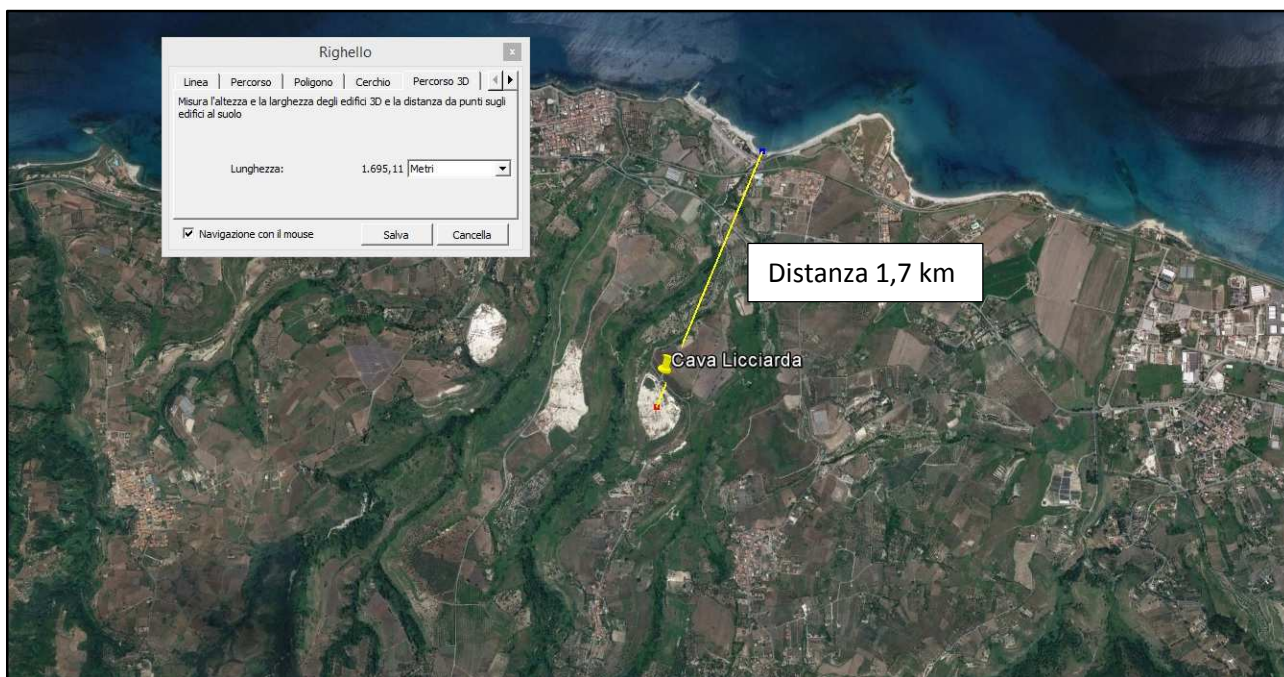 Righello
x
Linea Percorso Poligono Cerchio Percorso 3D
Misura l'altezza e la larghezza degli edifici 3D e la distanza da punti sugli
edifici al suolo
Lunghezza: 1.695,11 Metri
Navigazione con il mouse Salva Cancella
Distanza 1,7 km
Cava Licciarda